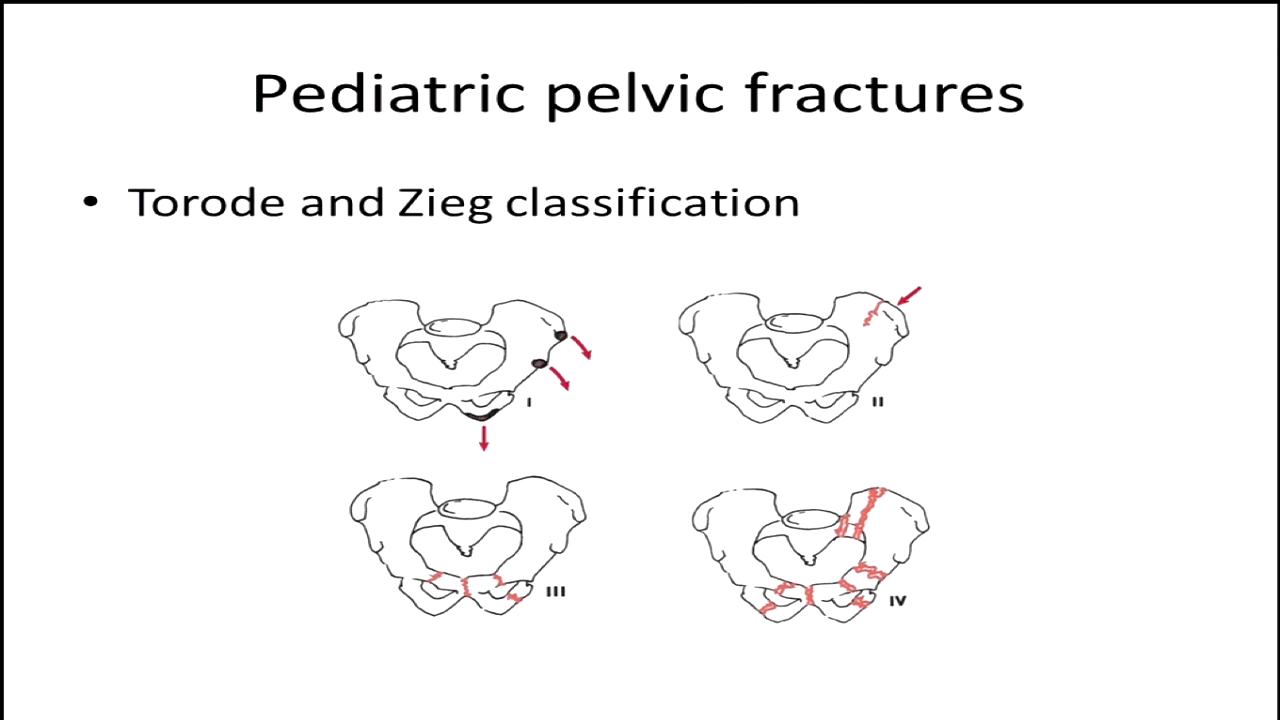 Pediatric pelvic fractures
• Torode and Zieg classification
I
II
III
IV